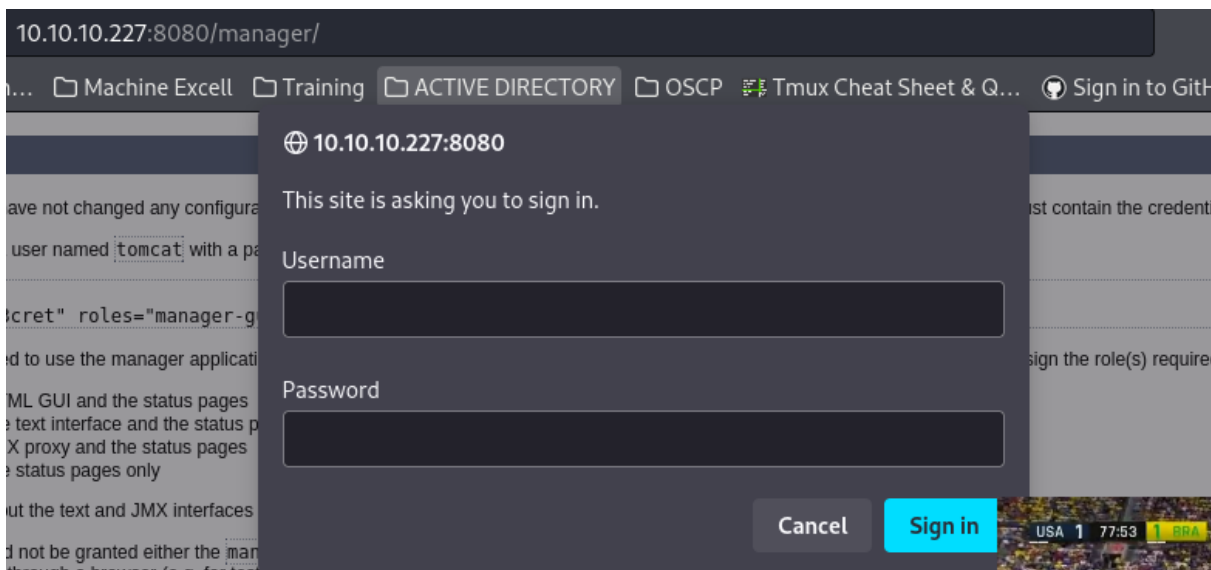 10.10.10.227:8080/manager/
Machine Excell Training ACTIVE DIRECTORY OSCP Tmux Cheat Sheet & Q... Sign in to GitH
10.10.10.227:8080
This site is asking you to sign in.
ave not changed any configura
st contain the credenti
user named tomcat with a pa
Username
cret" roles="manager-gu
ed to use the manager applicati
sign the role(s) require
Password
ML GUI and the status pages
e text interface and the status p
X proxy and the status pages
e status pages only
ut the text and JMX interfaces
Cancel Sign in
USA 1 77:53 1 BRA
d not be granted either the man